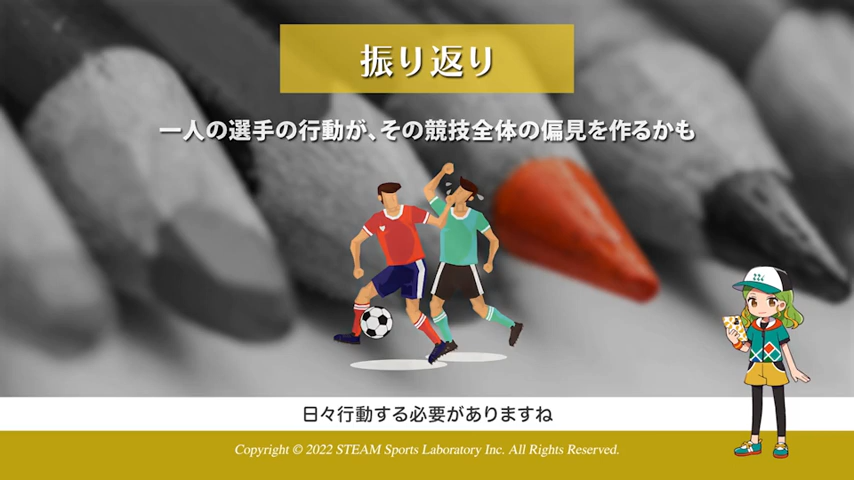 振り返り
一人の選手の行動が、その競技全体の偏見を作るかも
日々行動する必要がありますね
Copyright © 2022 STEAM Sports Laboratory Inc. All Rights Reserved.